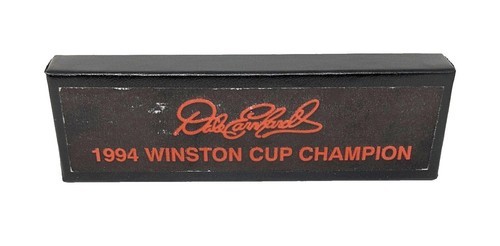 Dale Earnhardt
1994 WINSTON CUP CHAMPION